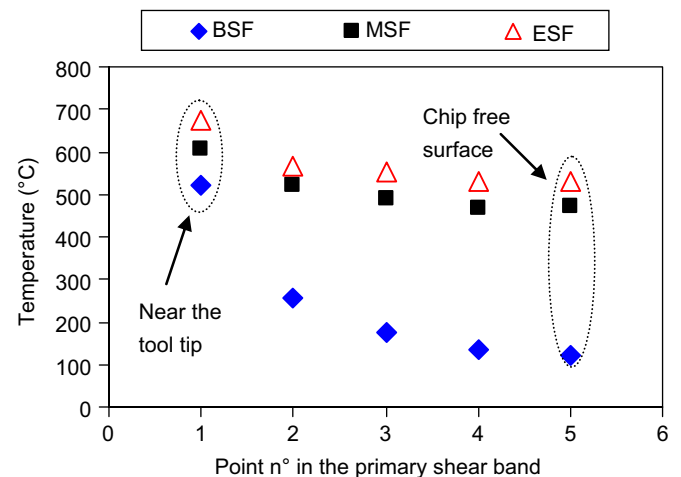 BSF MSF ESF
800
700
600
500
400
300
200
100
0
Temperature (°C)
Chip free
surface
Near the
tool tip
0 1 2 3 4 5 6
Point n° in the primary shear band